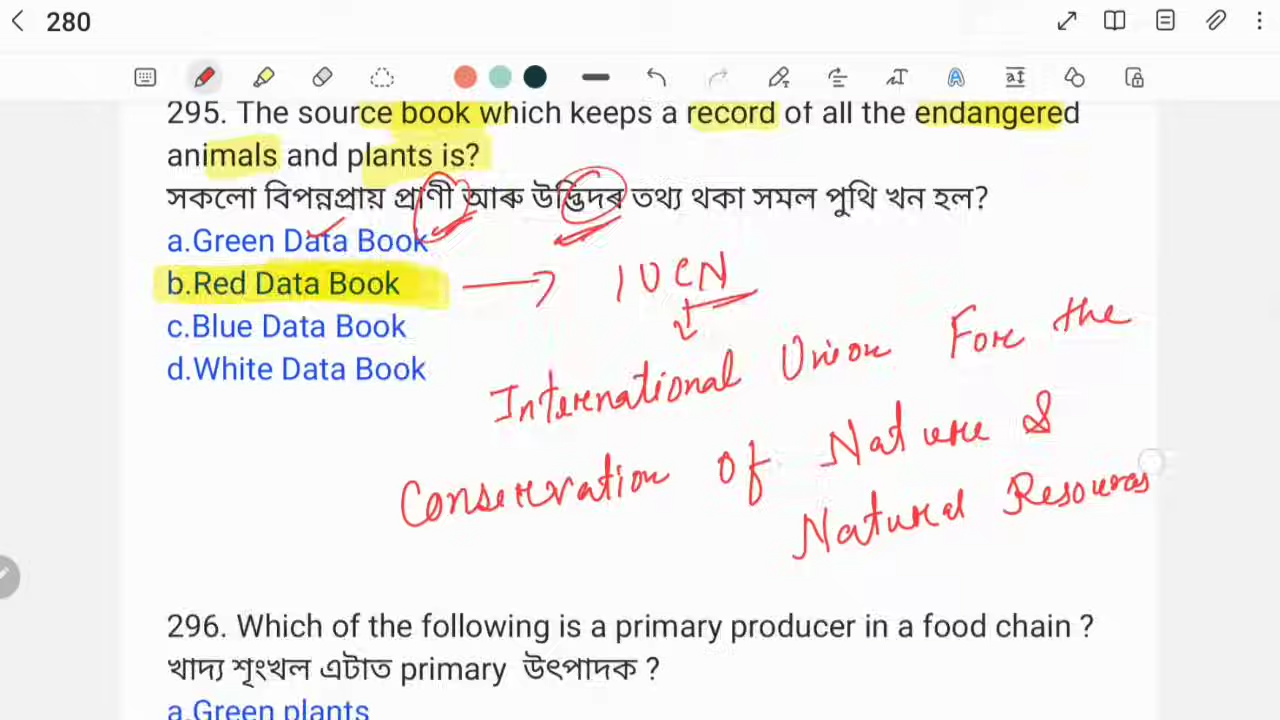 280
295. The source book which keeps a record of all the endangered
animals and plants is?
সকলো বিপন্নপ্ৰায় প্ৰাণী আৰু উদ্ভিদৰ তথ্য থকা সমল পুথি খন হল?
a.Green Data Book
b.Red Data Book
IUCN
c.Blue Data Book
d.White Data Book
International Union For the
Conservation of Nature &
Natural Resources
296. Which of the following is a primary producer in a food chain ?
খাদ্য শৃংখল এটাত primary উৎপাদক ?
a.Green plants